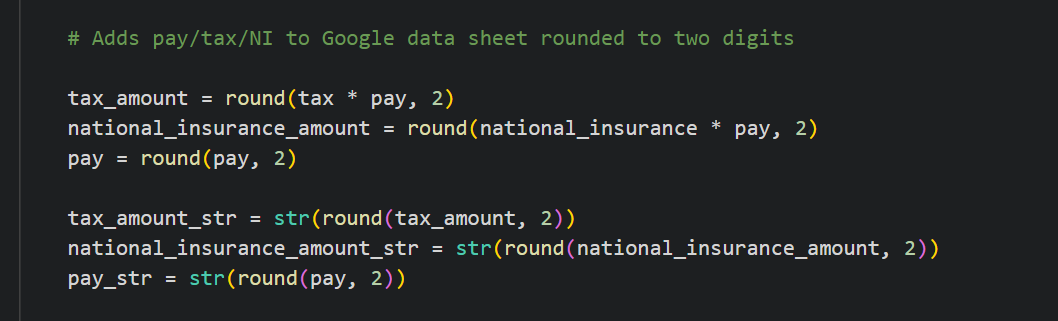 # Adds pay/tax/NI to Google data sheet rounded to two digits
tax_amount = round(tax * pay, 2)
national_insurance_amount = round(national_insurance * pay, 2)
pay = round(pay, 2)
tax_amount_str = str(round(tax_amount, 2))
national_insurance_amount_str = str(round(national_insurance_amount, 2))
pay_str = str(round(pay, 2))